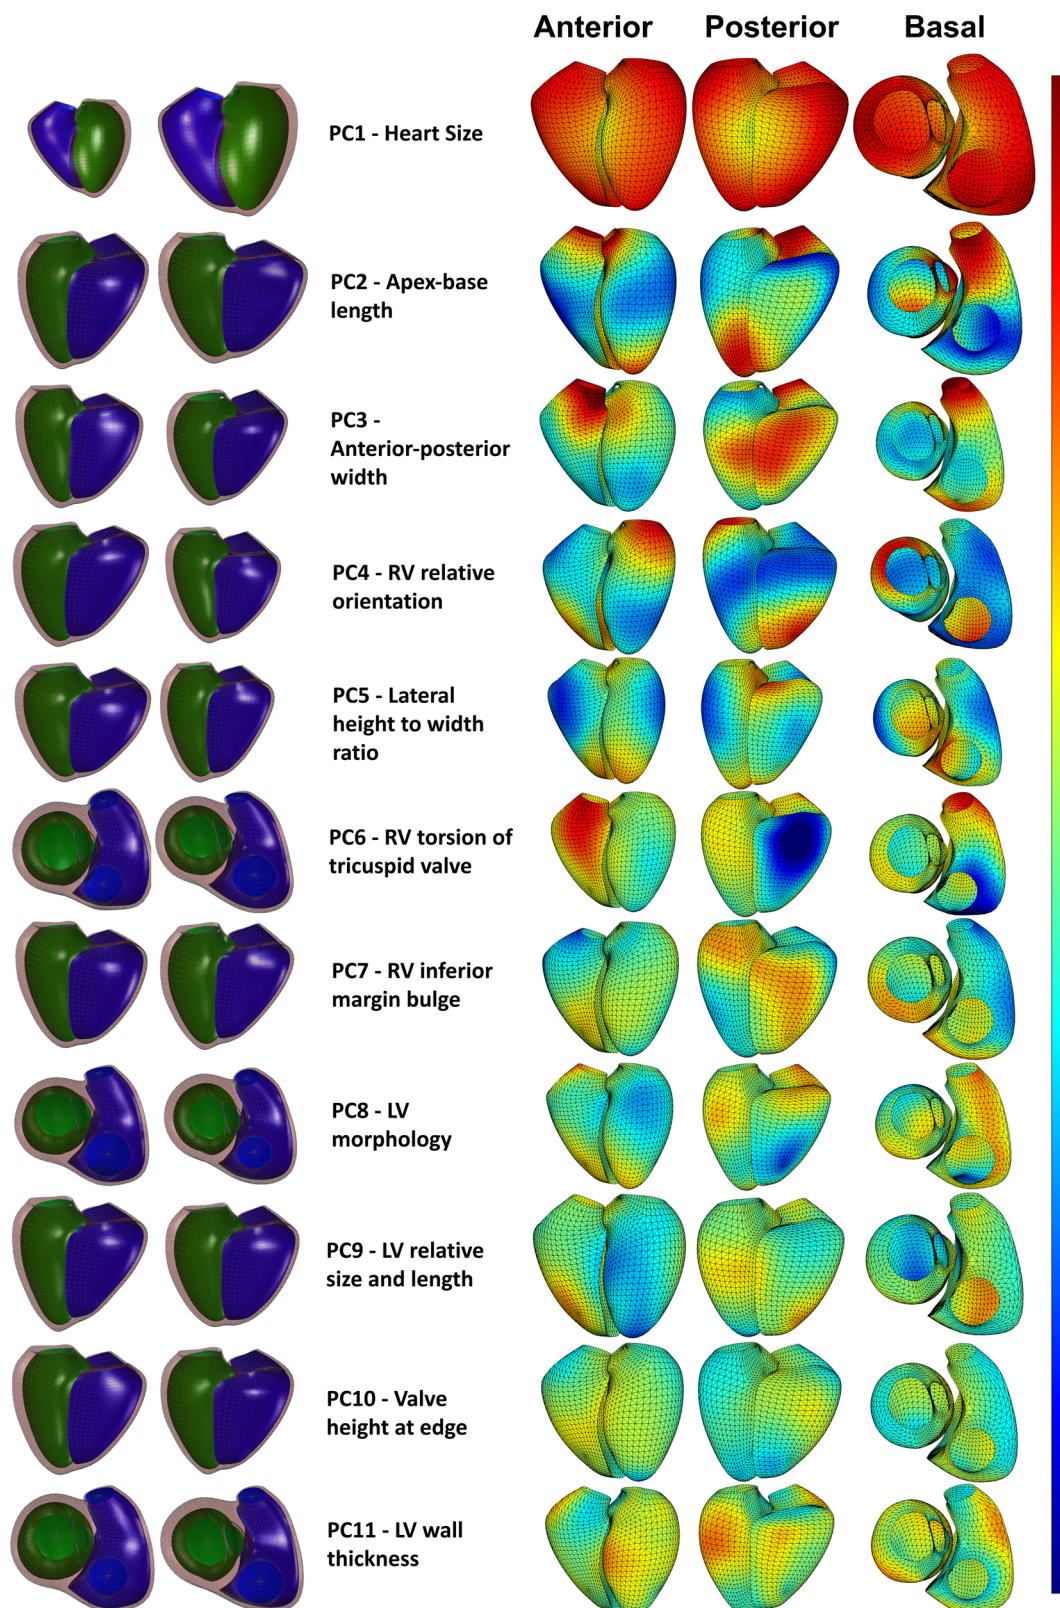 Anterior Posterior Basal
PC1 - Heart Size
PC2 - Apex-base
length
PC3 -
Anterior-posterior
width
PC4 - RV relative
orientation
PC5 - Lateral
height to width
ratio
PC6 - RV torsion of
tricuspid valve
PC7 - RV inferior
margin bulge
PC8 - LV
morphology
PC9 - LV relative
size and length
PC10 - Valve
height at edge
PC11 - LV wall
thickness